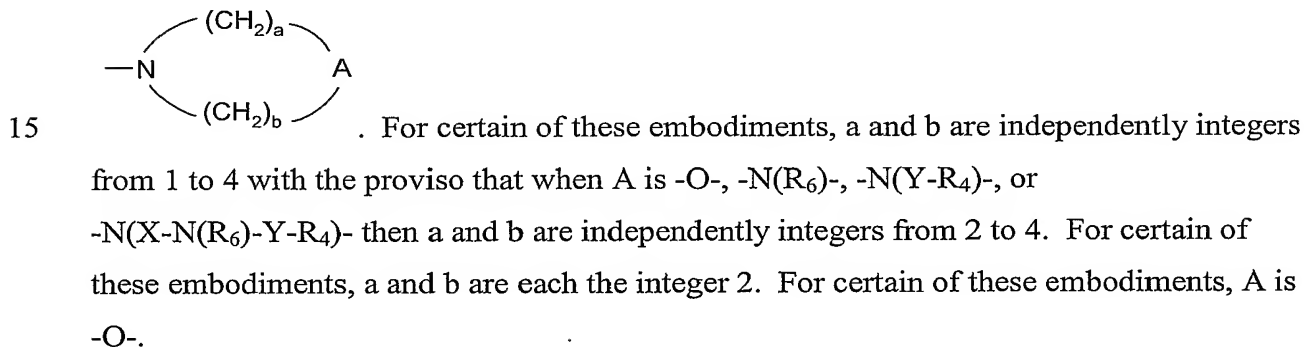 (CH2)a
—N A
(CH2)b
15 . For certain of these embodiments, a and b are independently integers
from 1 to 4 with the proviso that when A is -O-, -N(R6)-, -N(Y-R4)-, or
-N(X-N(R6)-Y-R4)- then a and b are independently integers from 2 to 4. For certain of
these embodiments, a and b are each the integer 2. For certain of these embodiments, A is
-O-.